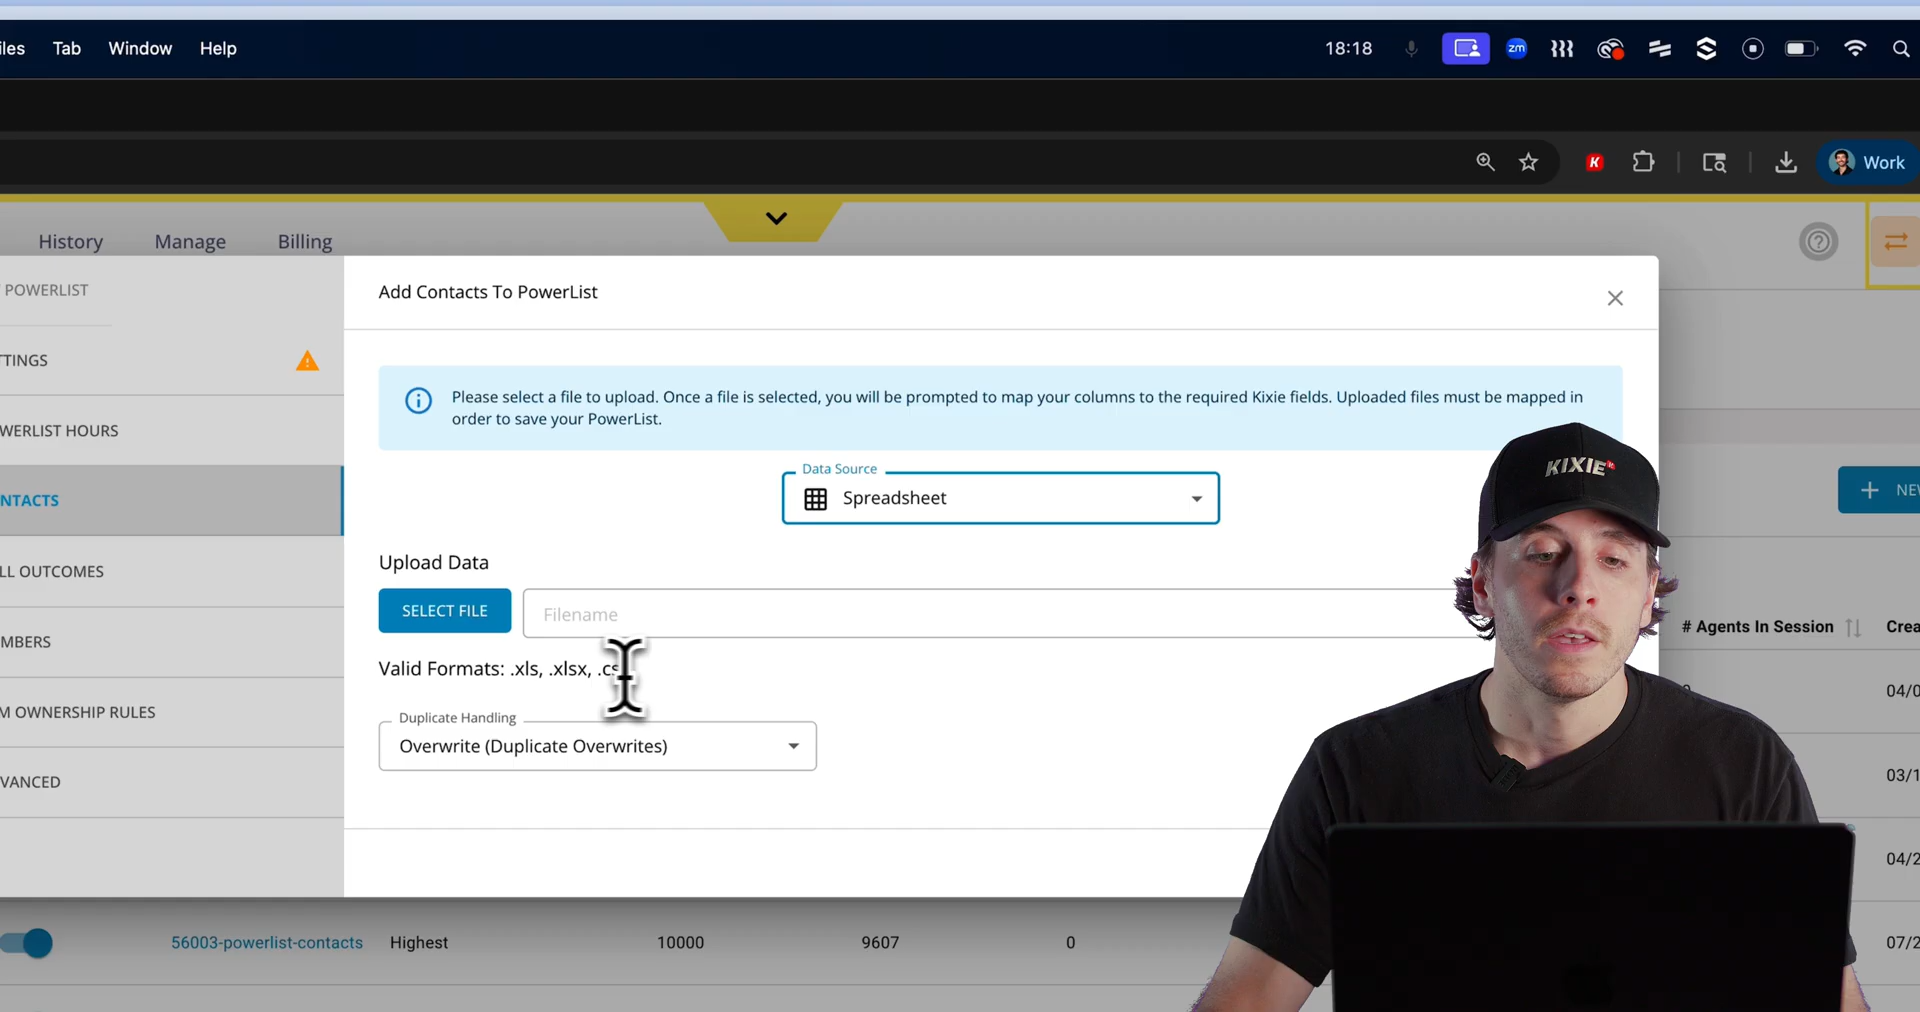 iles Tab Window Help 18:18 zm
K Work
History Manage Billing
POWERLIST
Add Contacts To PowerList
TTINGS
Please select a file to upload. Once a file is selected, you will be prompted to map your columns to the required Kixie fields. Uploaded files must be mapped in
order to save your PowerList.
WERLIST HOURS
Data Source
Spreadsheet
KIXIE
NTACTS
NEW
Upload Data
LL OUTCOMES
SELECT FILE Filename
# Agents In Session Crea
MBERS
Valid Formats: .xls, .xlsx, .cs
04/0
M OWNERSHIP RULES
Duplicate Handling
Overwrite (Duplicate Overwrites)
03/1
VANCED
04/2
56003-powerlist-contacts Highest 10000 9607 0 07/2